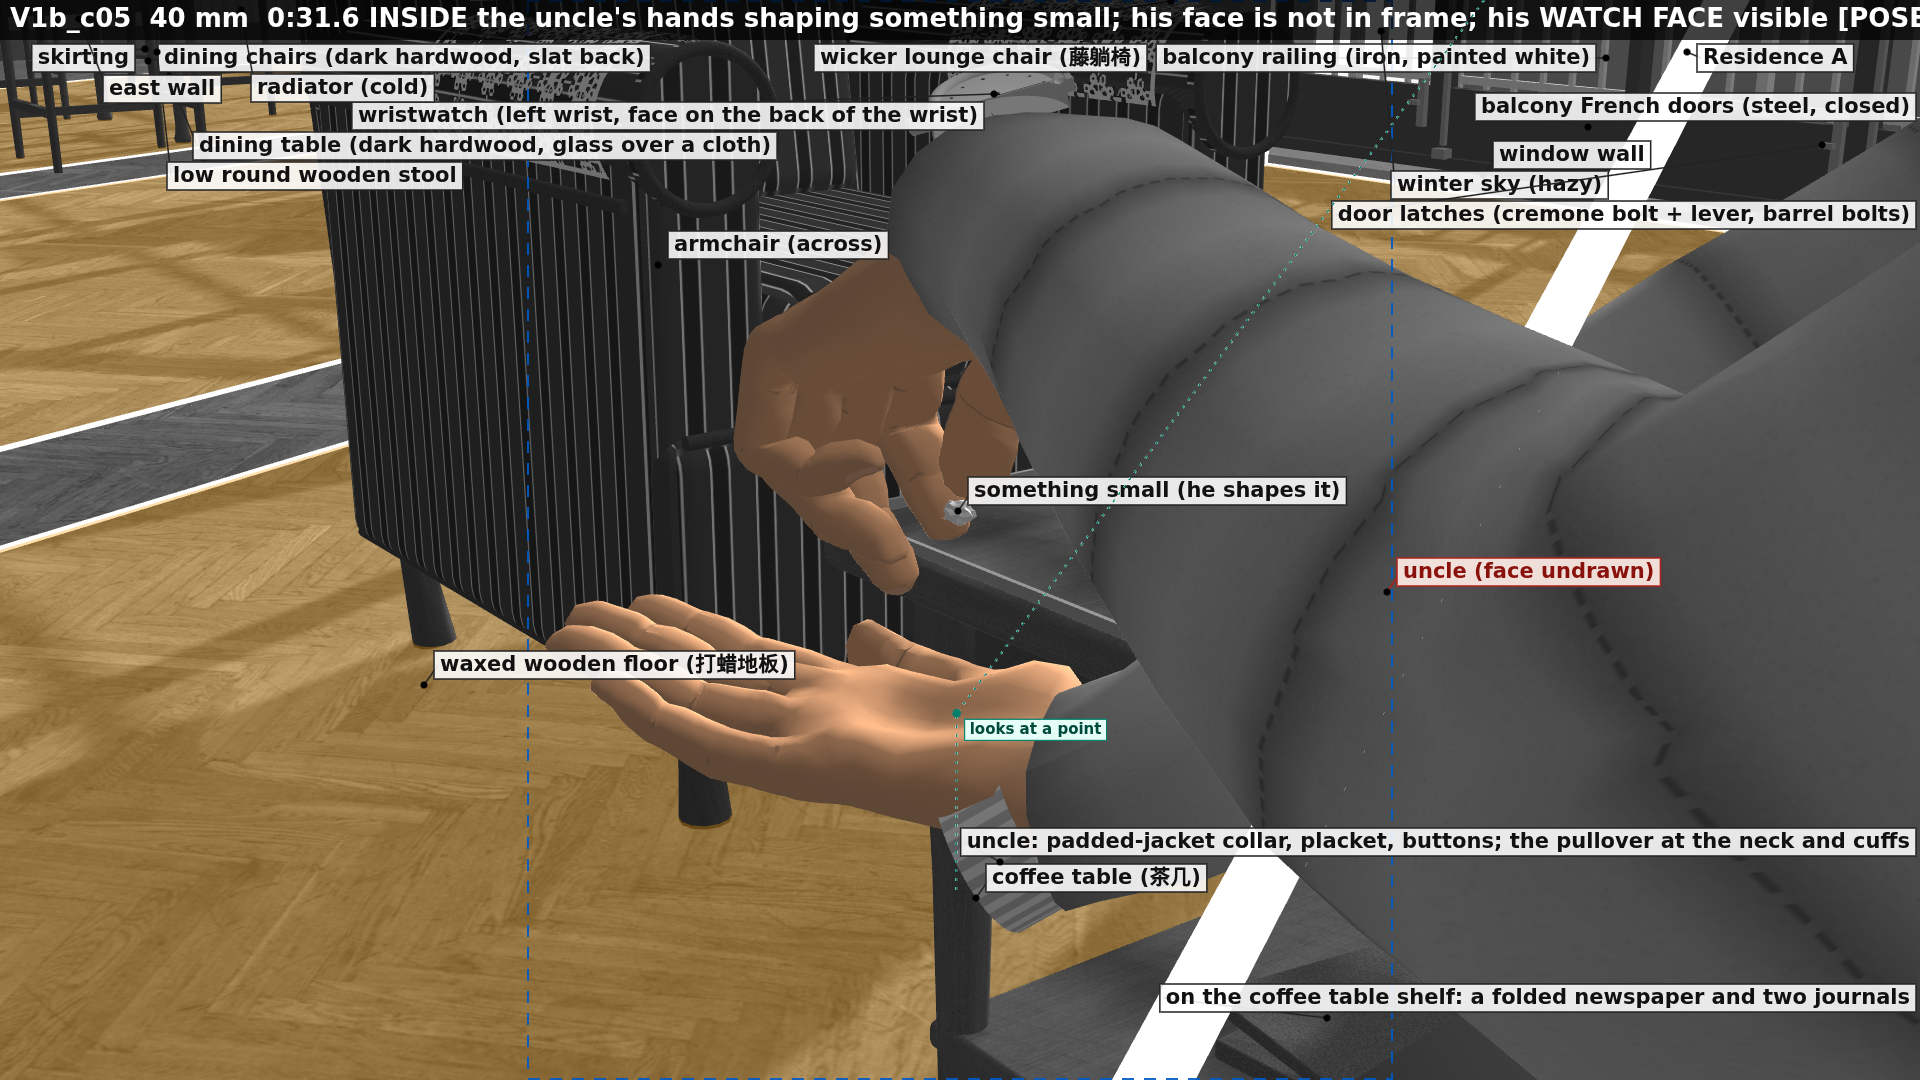 V1b_c05 40 mm 0:31.6 INSIDE the uncle's hands shaping something small; his face is not in frame; his WATCH FACE visible [POSE
skirting
dining chairs (dark hardwood, slat back)
wicker lounge chair (藤躺椅)
balcony railing (iron, painted white)
Residence A
east wall
radiator (cold)
balcony French doors (steel, closed)
wristwatch (left wrist, face on the back of the wrist)
dining table (dark hardwood, glass over a cloth)
window wall
low round wooden stool
winter sky (hazy)
door latches (cremone bolt + lever, barrel bolts)
armchair (across)
something small (he shapes it)
uncle (face undrawn)
waxed wooden floor (打蜡地板)
looks at a point
uncle: padded-jacket collar, placket, buttons; the pullover at the neck and cuffs
coffee table (茶几)
on the coffee table shelf: a folded newspaper and two journals